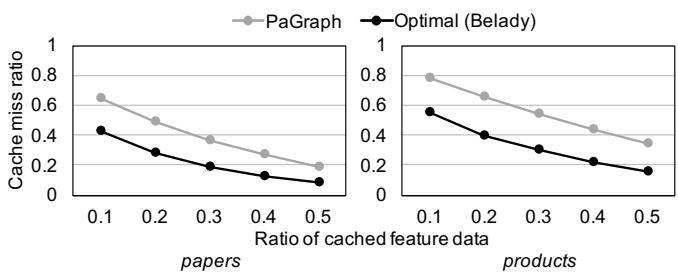 PaGraph Optimal (Belady)
Cache miss ratio
1
0.8
0.6
0.4
0.2
0
0.1 0.2 0.3 0.4 0.5
1
0.8
0.6
0.4
0.2
0
0.1 0.2 0.3 0.4 0.5
Ratio of cached feature data
papers products